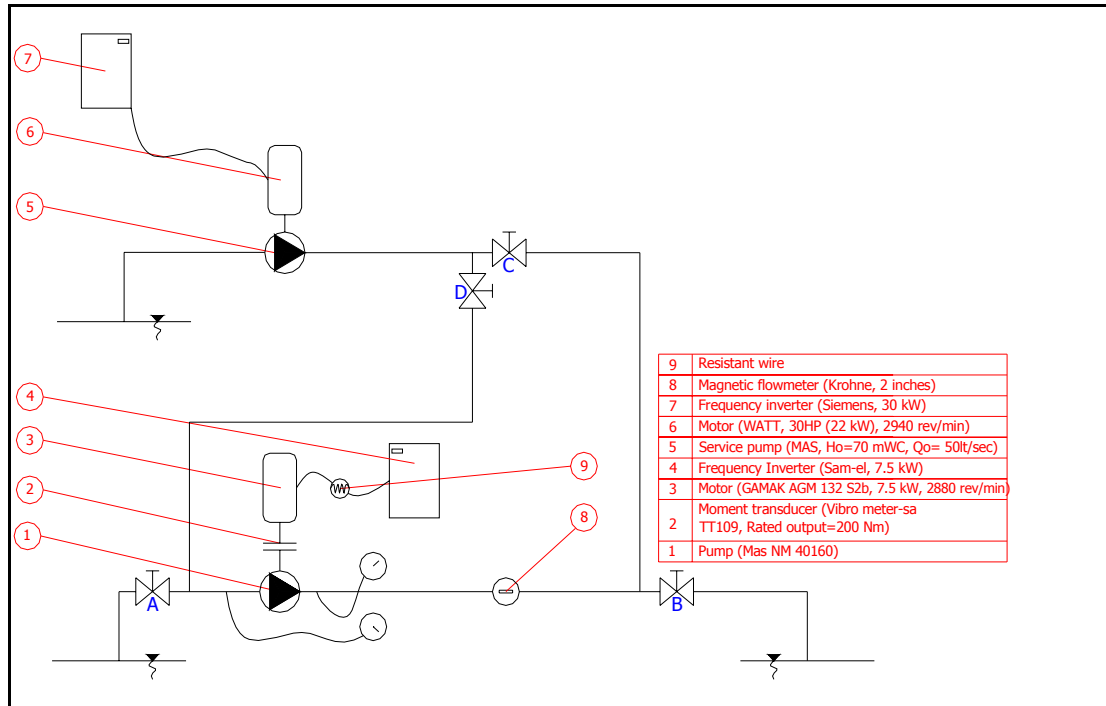 7
6
5
C
D
9 Resistant wire
8 Magnetic flowmeter (Krohne, 2 inches)
7 Frequency inverter (Siemens, 30 kW)
6 Motor (WATT, 30HP (22 kW), 2940 rev/min)
5 Service pump (MAS, Ho=70 mWC, Qo= 50lt/sec)
4 Frequency Inverter (Sam-el, 7.5 kW)
3 Motor (GAMAK AGM 132 S2b, 7.5 kW, 2880 rev/min)
2 Moment transducer (Vibro meter-sa
TT109, Rated output=200 Nm)
1 Pump (Mas NM 40160)
4
3
9
2
8
1
A
B